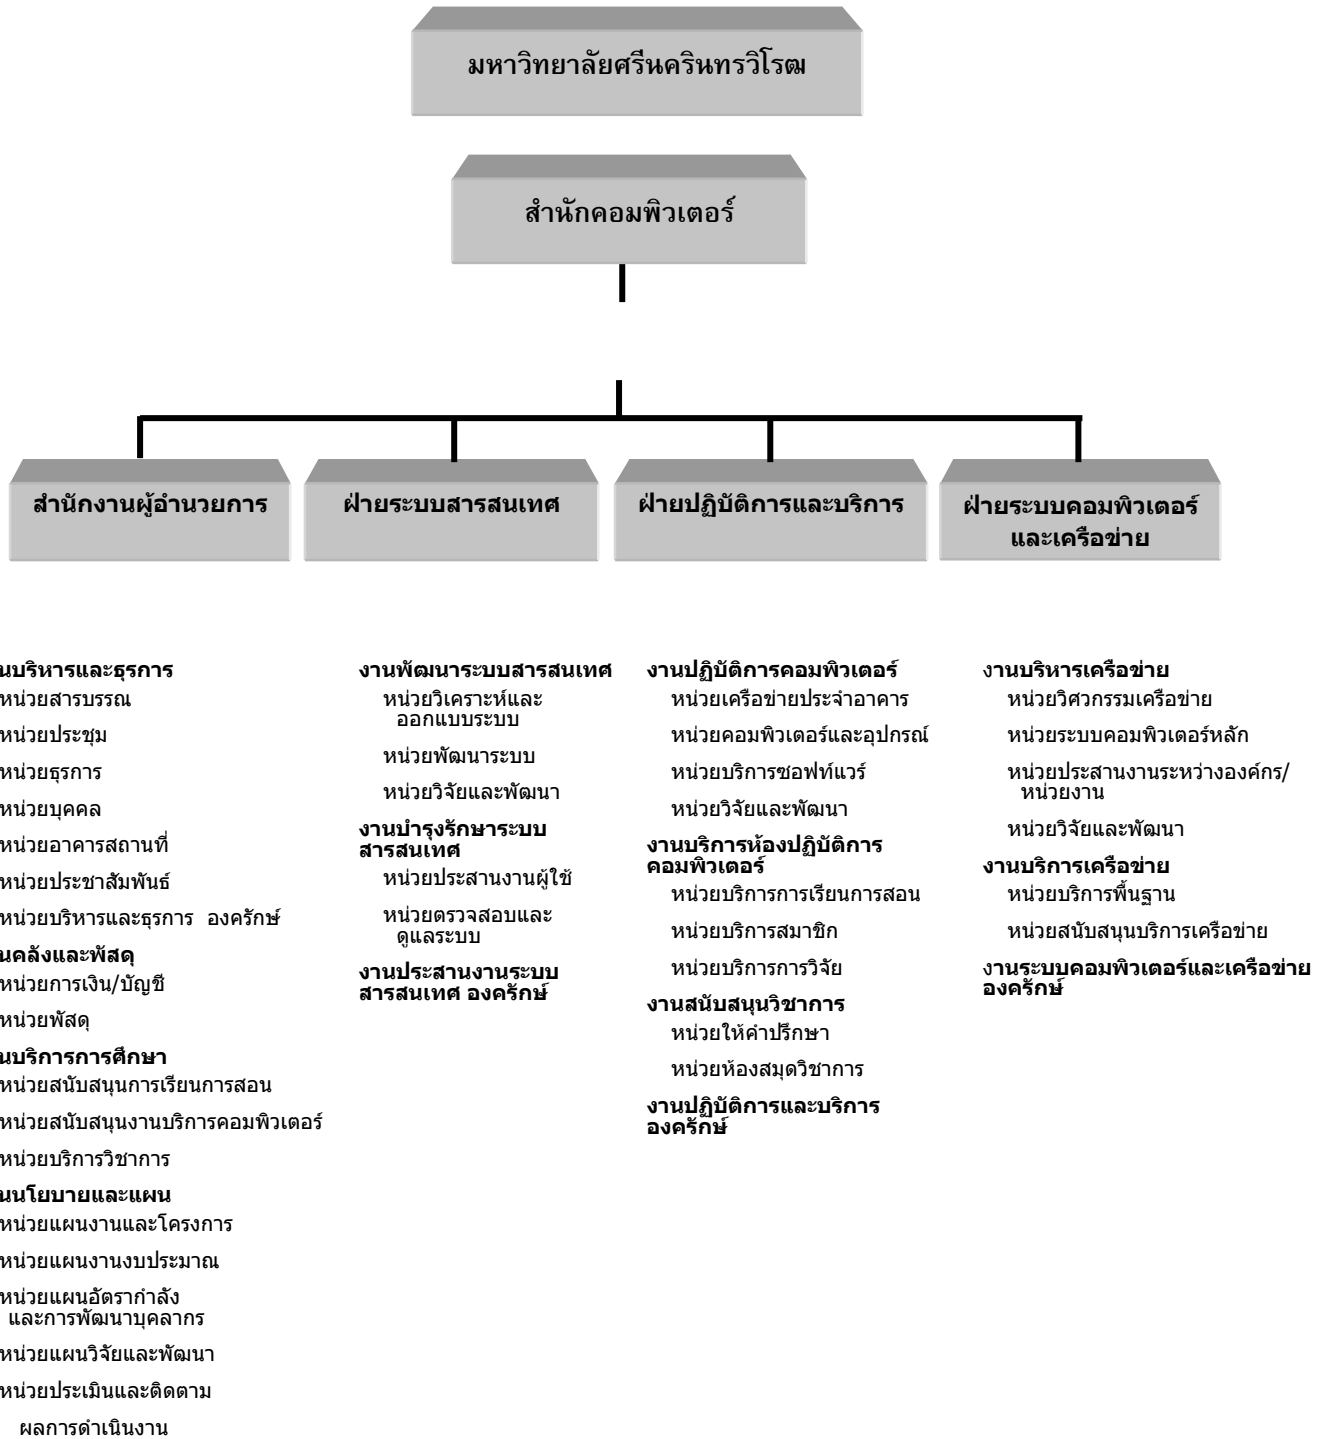 มหาวิทยาลัยศรีนครินทรวิโรฒ
สำนักคอมพิวเตอร์
สำนักงานผู้อำนวยการ
ฝ่ายระบบสารสนเทศ
ฝ่ายปฏิบัติการและบริการ
ฝ่ายระบบคอมพิวเตอร์
และเครือข่าย
นบริหารและธุรการ
หน่วยสารบรรณ
หน่วยประชุม
หน่วยธุรการ
หน่วยบุคคล
หน่วยอาคารสถานที่
หน่วยประชาสัมพันธ์
หน่วยบริหารและธุรการ องครักษ์
นคลังและพัสดุ
หน่วยการเงิน/บัญชี
หน่วยพัสดุ
นบริการการศึกษา
หน่วยสนับสนุนการเรียนการสอน
หน่วยสนับสนุนงานบริการคอมพิวเตอร์
หน่วยบริการวิชาการ
นนโยบายและแผน
หน่วยแผนงานและโครงการ
หน่วยแผนงานงบประมาณ
หน่วยแผนอัตรากำลัง
และการพัฒนาบุคลากร
หน่วยแผนวิจัยและพัฒนา
หน่วยประเมินและติดตาม
ผลการดำเนินงาน
งานพัฒนาระบบสารสนเทศ
หน่วยวิเคราะห์และ
ออกแบบระบบ
หน่วยพัฒนาระบบ
หน่วยวิจัยและพัฒนา
งานบำรุงรักษาระบบ
สารสนเทศ
หน่วยประสานงานผู้ใช้
หน่วยตรวจสอบและ
ดูแลระบบ
งานประสานงานระบบ
สารสนเทศ องครักษ์
งานปฏิบัติการคอมพิวเตอร์
หน่วยเครือข่ายประจำอาคาร
หน่วยคอมพิวเตอร์และอุปกรณ์
หน่วยบริการซอฟท์แวร์
หน่วยวิจัยและพัฒนา
งานบริการห้องปฏิบัติการ
คอมพิวเตอร์
หน่วยบริการการเรียนการสอน
หน่วยบริการสมาชิก
หน่วยบริการการวิจัย
งานสนับสนุนวิชาการ
หน่วยให้คำปรึกษา
หน่วยห้องสมุดวิชาการ
งานปฏิบัติการและบริการ
องครักษ์
งานบริหารเครือข่าย
หน่วยวิศวกรรมเครือข่าย
หน่วยระบบคอมพิวเตอร์หลัก
หน่วยประสานงานระหว่างองค์กร/
หน่วยงาน
หน่วยวิจัยและพัฒนา
งานบริการเครือข่าย
หน่วยบริการพื้นฐาน
หน่วยสนับสนุนบริการเครือข่าย
งานระบบคอมพิวเตอร์และเครือข่าย
องครักษ์